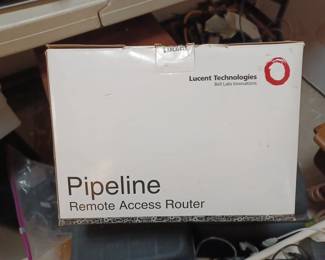 Lucent Technologies
Bell Labs Innovations
Pipeline
Remote Access Router